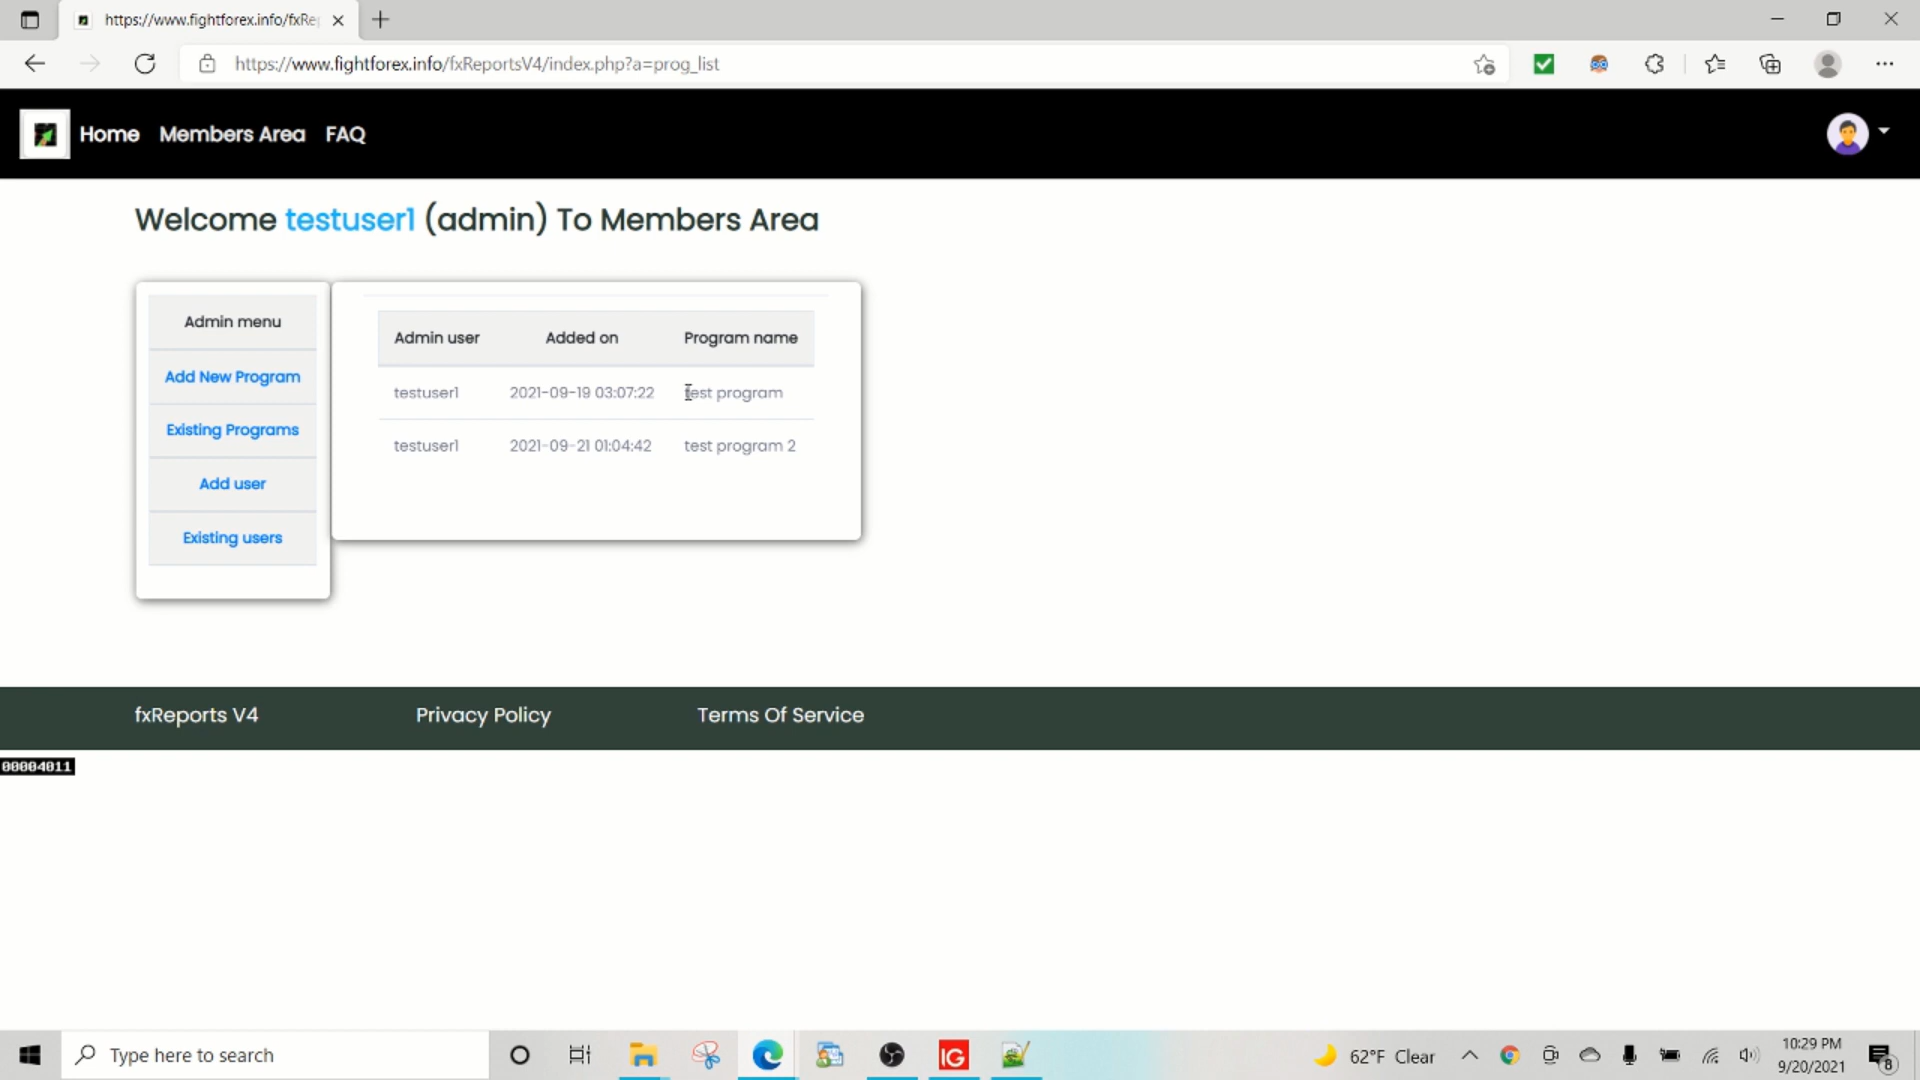 https://www.fightforex.info/fxRe
https://www.fightforex.info/fxReportsV4/index.php?a=prog_list
Home Members Area FAQ
Welcome testuser1 (admin) To Members Area
Admin menu
Add New Program
Existing Programs
Add user
Existing users
Admin user Added on Program name
testuser1 2021-09-19 03:07:22 test program
testuser1 2021-09-21 01:04:42 test program 2
fxReports V4 Privacy Policy Terms Of Service
00004011
Type here to search
IG
62°F Clear
10:29 PM
9/20/2021
8